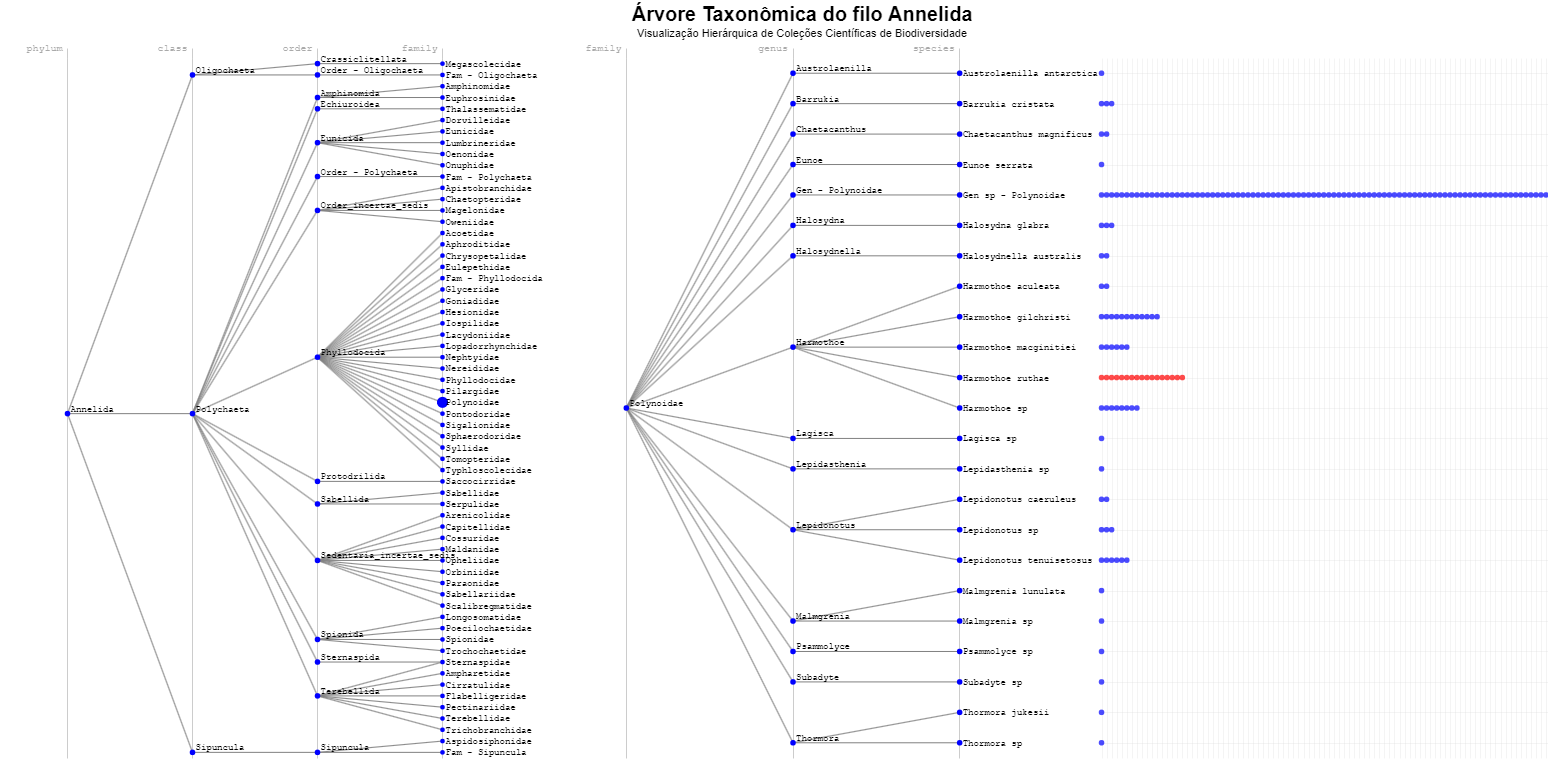 Árvore Taxonômica do filo Annelida
Visualização Hierárquica de Coleções Científicas de Biodiversidade
phylum
class
order
family
Annelida
Oligochaeta
Polychaeta
Sipuncula
Crassiclitellata
Order - Oligochaeta
Amphinomida
Echiuroidea
Eunicida
Order - Polychaeta
Order_incertae_sedis
Phyllodocida
Protodrilida
Sabellida
Sedentaria_incertae_sedis
Spionida
Sternaspida
Terebellida
Sipuncula
Megascolecidae
Fam - Oligochaeta
Amphinomidae
Euphrosinidae
Thalassematidae
Dorvilleidae
Eunicidae
Lumbrineridae
Oenonidae
Onuphidae
Fam - Polychaeta
Apistobranchidae
Chaetopteridae
Magelonidae
Oweniidae
Acoetidae
Aphroditidae
Chrysopetalidae
Eulepethidae
Fam - Phyllodocida
Glyceridae
Goniadidae
Hesionidae
Iospilidae
Lacydoniidae
Lopadorrhynchidae
Nephtyidae
Nereididae
Phyllodocidae
Pilargidae
Polynoidae
Pontodoridae
Sigalionidae
Sphaerodoridae
Syllidae
Tomopteridae
Typhloscolecidae
Saccocirridae
Sabellidae
Serpulidae
Arenicolidae
Capitellidae
Cossuridae
Maldanidae
Opheliidae
Orbiniidae
Paraonidae
Sabellariidae
Scalibregmatidae
Longosomatidae
Poecilochaetidae
Spionidae
Trochochaetidae
Sternaspidae
Ampharetidae
Cirratulidae
Flabelligeridae
Pectinariidae
Terebellidae
Trichobranchidae
Aspidosiphonidae
Fam - Sipuncula
family
genus
species
Polynoidae
Austrolaenilla
Barrukia
Chaetacanthus
Eunoe
Gen - Polynoidae
Halosydna
Halosydnella
Harmothoe
Lagisca
Lepidasthenia
Lepidonotus
Malmgrenia
Psammolyce
Subadyte
Thormora
Austrolaenilla antarctica
Barrukia cristata
Chaetacanthus magnificus
Eunoe serrata
Gen sp - Polynoidae
Halosydna glabra
Halosydnella australis
Harmothoe aculeata
Harmothoe gilchristi
Harmothoe macginitiei
Harmothoe ruthae
Harmothoe sp
Lagisca sp
Lepidasthenia sp
Lepidonotus caeruleus
Lepidonotus sp
Lepidonotus tenuisetosus
Malmgrenia lunulata
Malmgrenia sp
Psammolyce sp
Subadyte sp
Thormora jukesii
Thormora sp